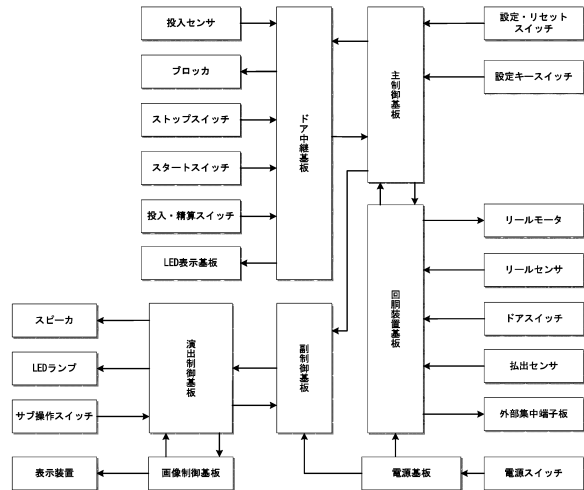 投入センサ
ブロッカ
ストップスイッチ
スタートスイッチ
投入・精算スイッチ
LED表示基板
ドア中継基板
主制御基板
設定・リセット
スイッチ
設定キースイッチ
リールモータ
リールセンサ
ドアスイッチ
払出センサ
外部集中端子板
回胴装置基板
スピーカ
LEDランプ
サブ操作スイッチ
演出制御基板
副制御基板
表示装置
画像制御基板
電源基板
電源スイッチ